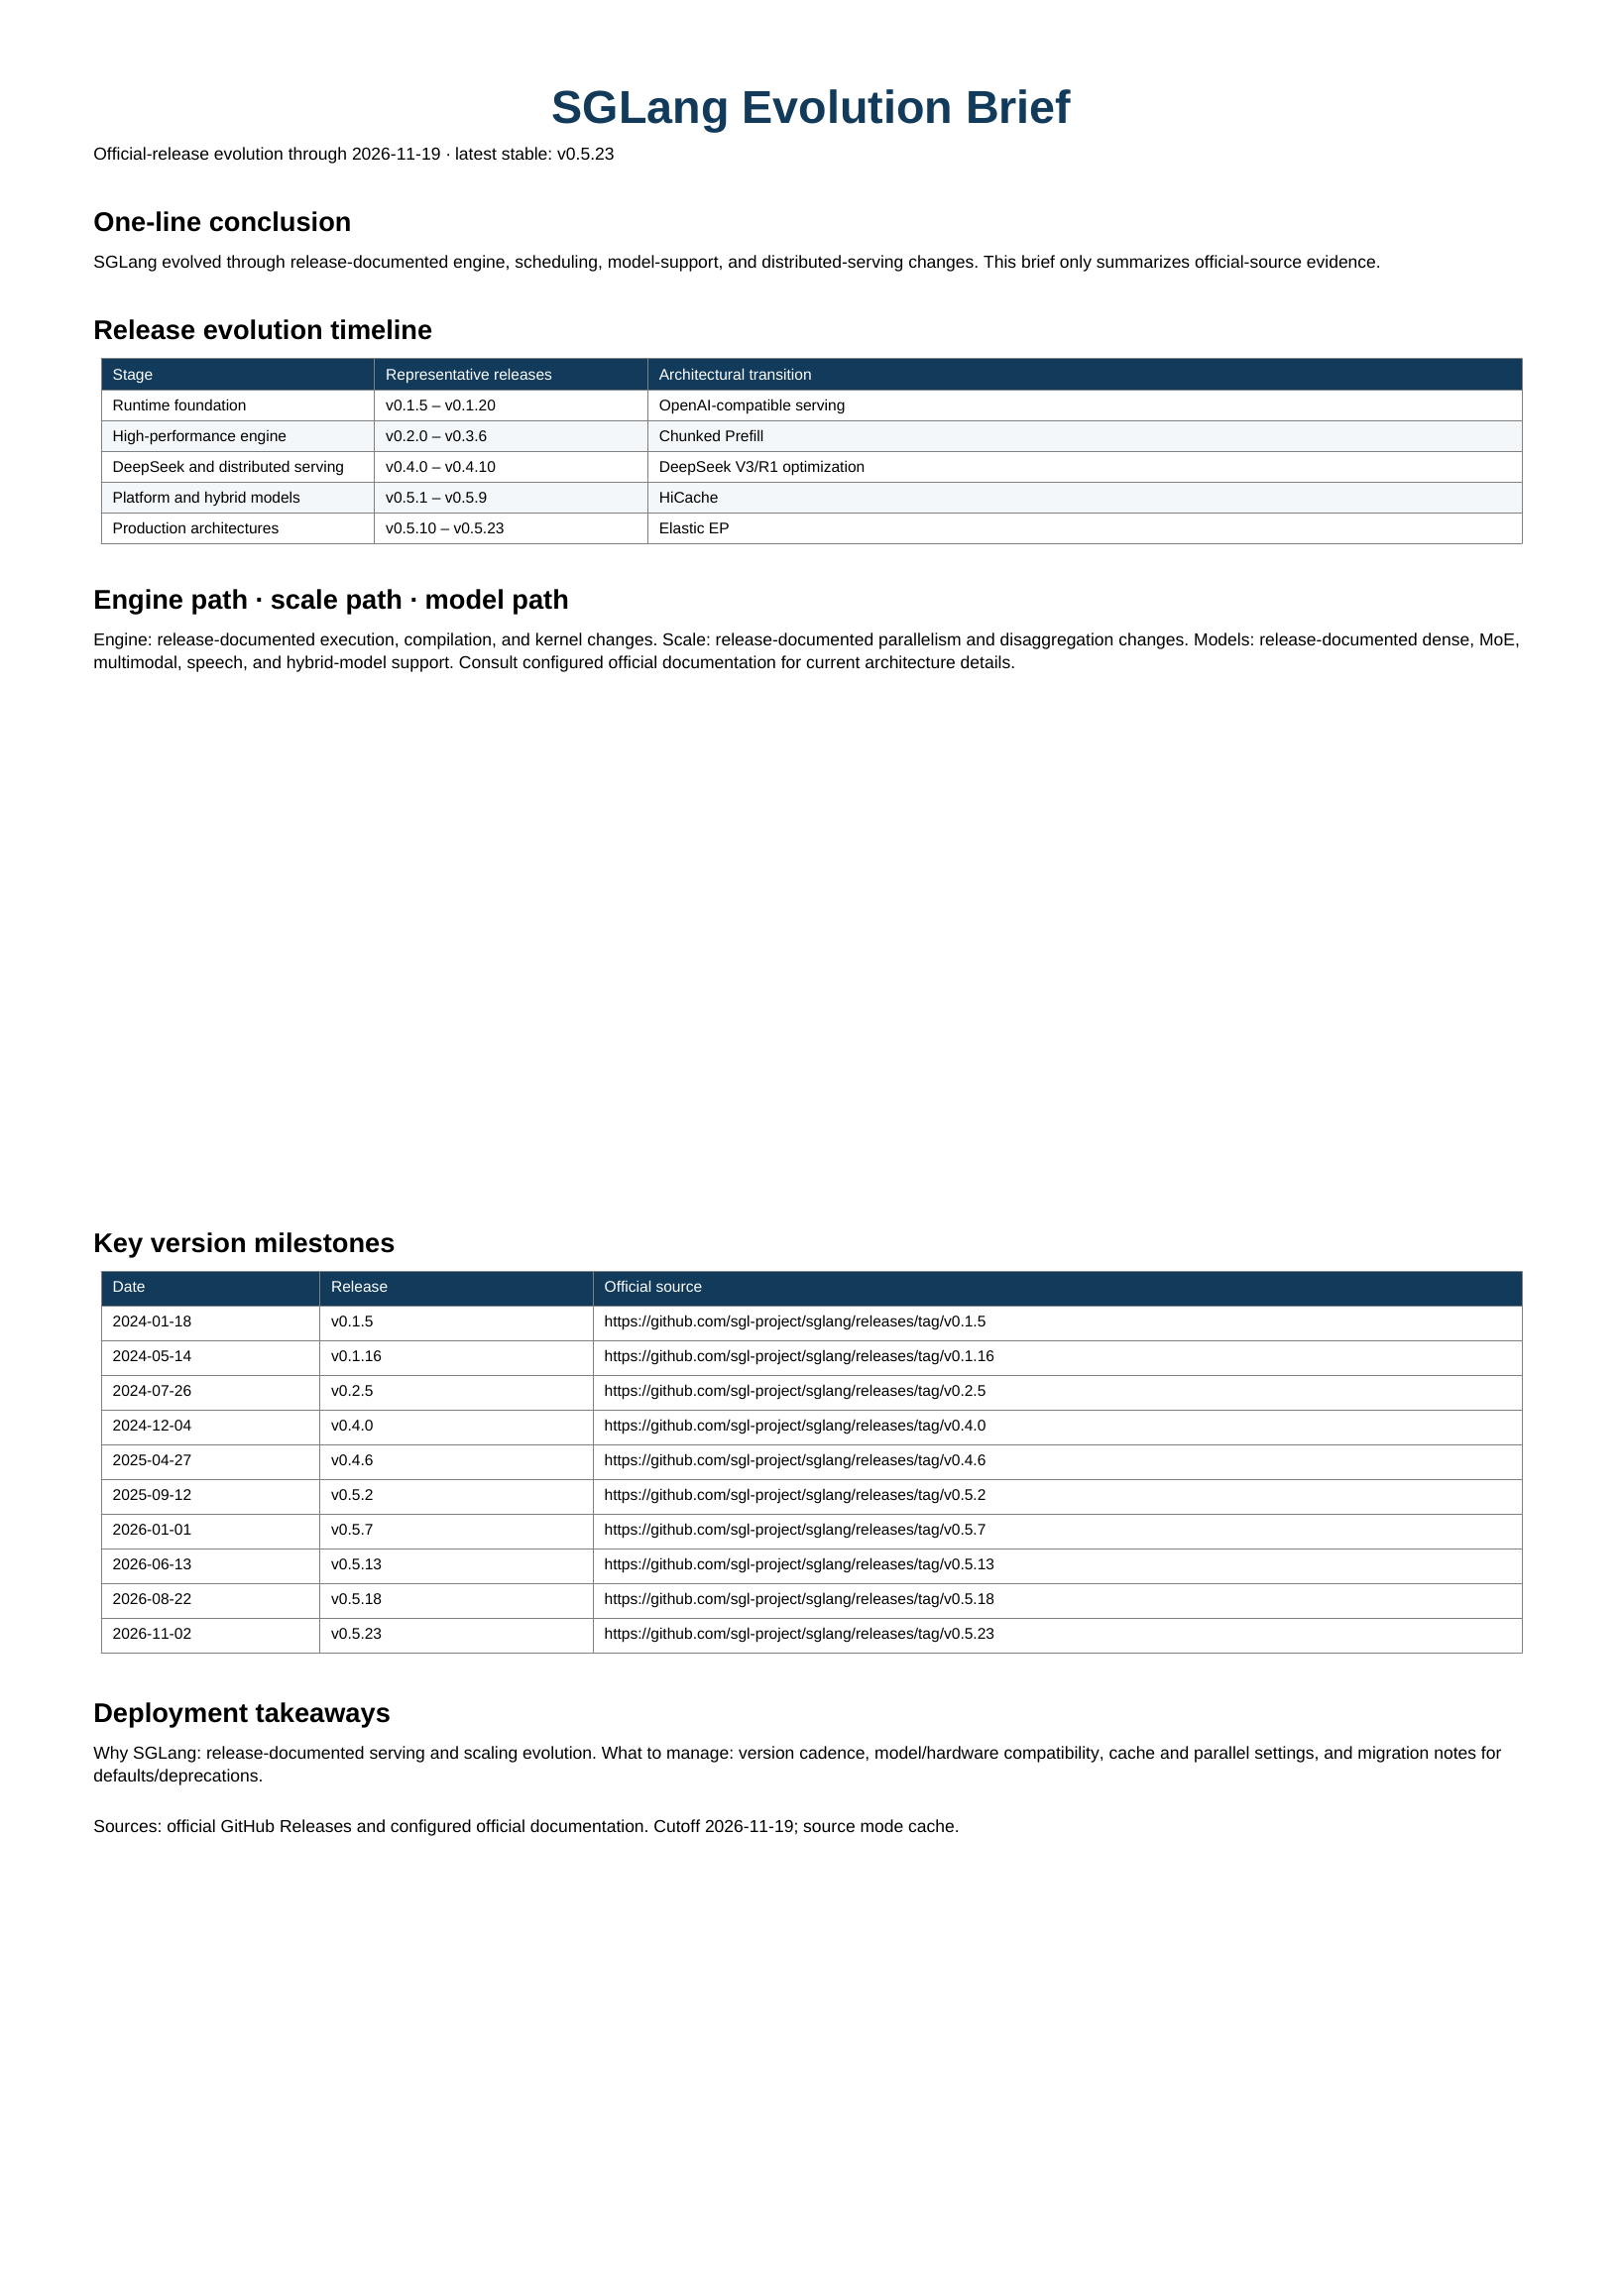 SGLang Evolution Brief
Official-release evolution through 2026-11-19 · latest stable: v0.5.23
One-line conclusion
SGLang evolved through release-documented engine, scheduling, model-support, and distributed-serving changes. This brief only summarizes official-source evidence.
Release evolution timeline
Stage Representative releases Architectural transition
Runtime foundation v0.1.5 – v0.1.20 OpenAI-compatible serving
High-performance engine v0.2.0 – v0.3.6 Chunked Prefill
DeepSeek and distributed serving v0.4.0 – v0.4.10 DeepSeek V3/R1 optimization
Platform and hybrid models v0.5.1 – v0.5.9 HiCache
Production architectures v0.5.10 – v0.5.23 Elastic EP
Engine path · scale path · model path
Engine: release-documented execution, compilation, and kernel changes. Scale: release-documented parallelism and disaggregation changes. Models: release-documented dense, MoE,
multimodal, speech, and hybrid-model support. Consult configured official documentation for current architecture details.
Key version milestones
Date Release Official source
2024-01-18 v0.1.5 https://github.com/sgl-project/sglang/releases/tag/v0.1.5
2024-05-14 v0.1.16 https://github.com/sgl-project/sglang/releases/tag/v0.1.16
2024-07-26 v0.2.5 https://github.com/sgl-project/sglang/releases/tag/v0.2.5
2024-12-04 v0.4.0 https://github.com/sgl-project/sglang/releases/tag/v0.4.0
2025-04-27 v0.4.6 https://github.com/sgl-project/sglang/releases/tag/v0.4.6
2025-09-12 v0.5.2 https://github.com/sgl-project/sglang/releases/tag/v0.5.2
2026-01-01 v0.5.7 https://github.com/sgl-project/sglang/releases/tag/v0.5.7
2026-06-13 v0.5.13 https://github.com/sgl-project/sglang/releases/tag/v0.5.13
2026-08-22 v0.5.18 https://github.com/sgl-project/sglang/releases/tag/v0.5.18
2026-11-02 v0.5.23 https://github.com/sgl-project/sglang/releases/tag/v0.5.23
Deployment takeaways
Why SGLang: release-documented serving and scaling evolution. What to manage: version cadence, model/hardware compatibility, cache and parallel settings, and migration notes for
defaults/deprecations.
Sources: official GitHub Releases and configured official documentation. Cutoff 2026-11-19; source mode cache.